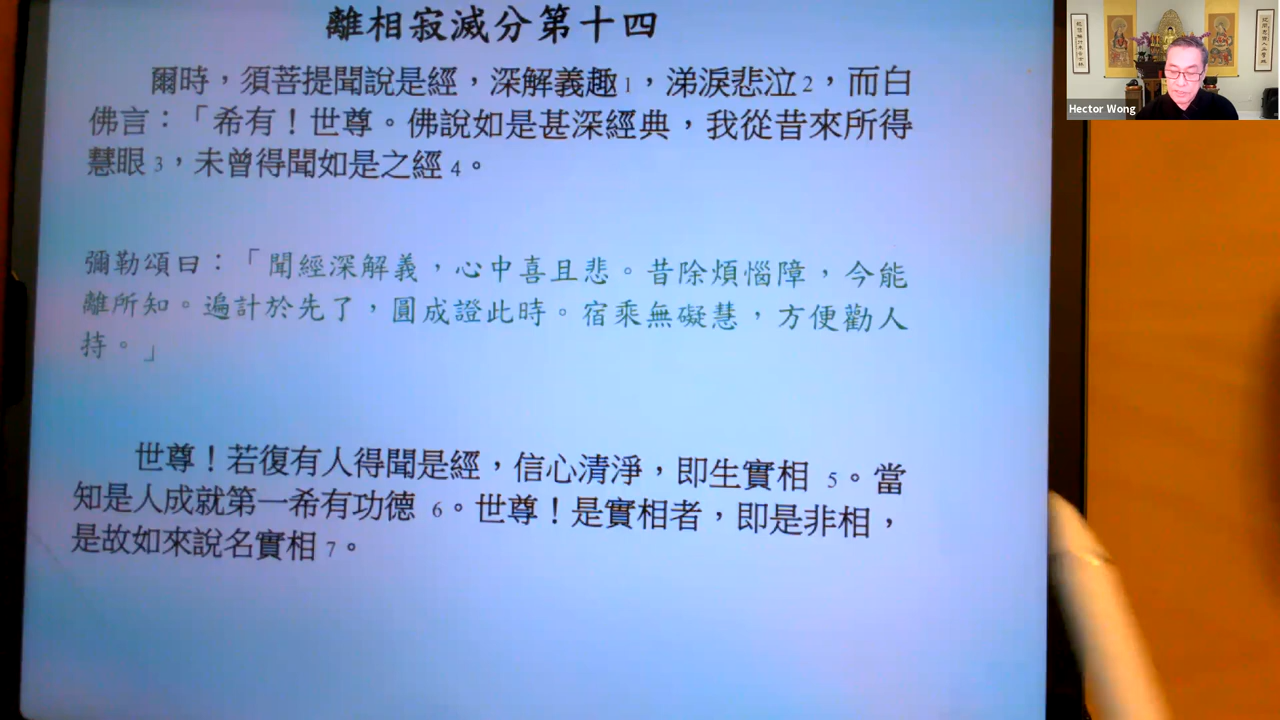 離相寂滅分第十四
爾時，須菩提聞說是經，深解義趣1，涕淚悲泣2，而白
佛言：「希有！世尊。佛說如是甚深經典，我從昔來所得
慧眼3，未曾得聞如是之經4。
彌勒頌曰：「聞經深解義，心中喜且悲。昔除煩惱障，今能
離所知。遍計於先了，圓成證此時。宿乘無礙慧，方便勸人
持。」
世尊！若復有人得聞是經，信心清淨，即生實相 5。當
知是人成就第一希有功德 6。世尊！是實相者，即是非相，
是故如來說名實相7。
Hector Wong